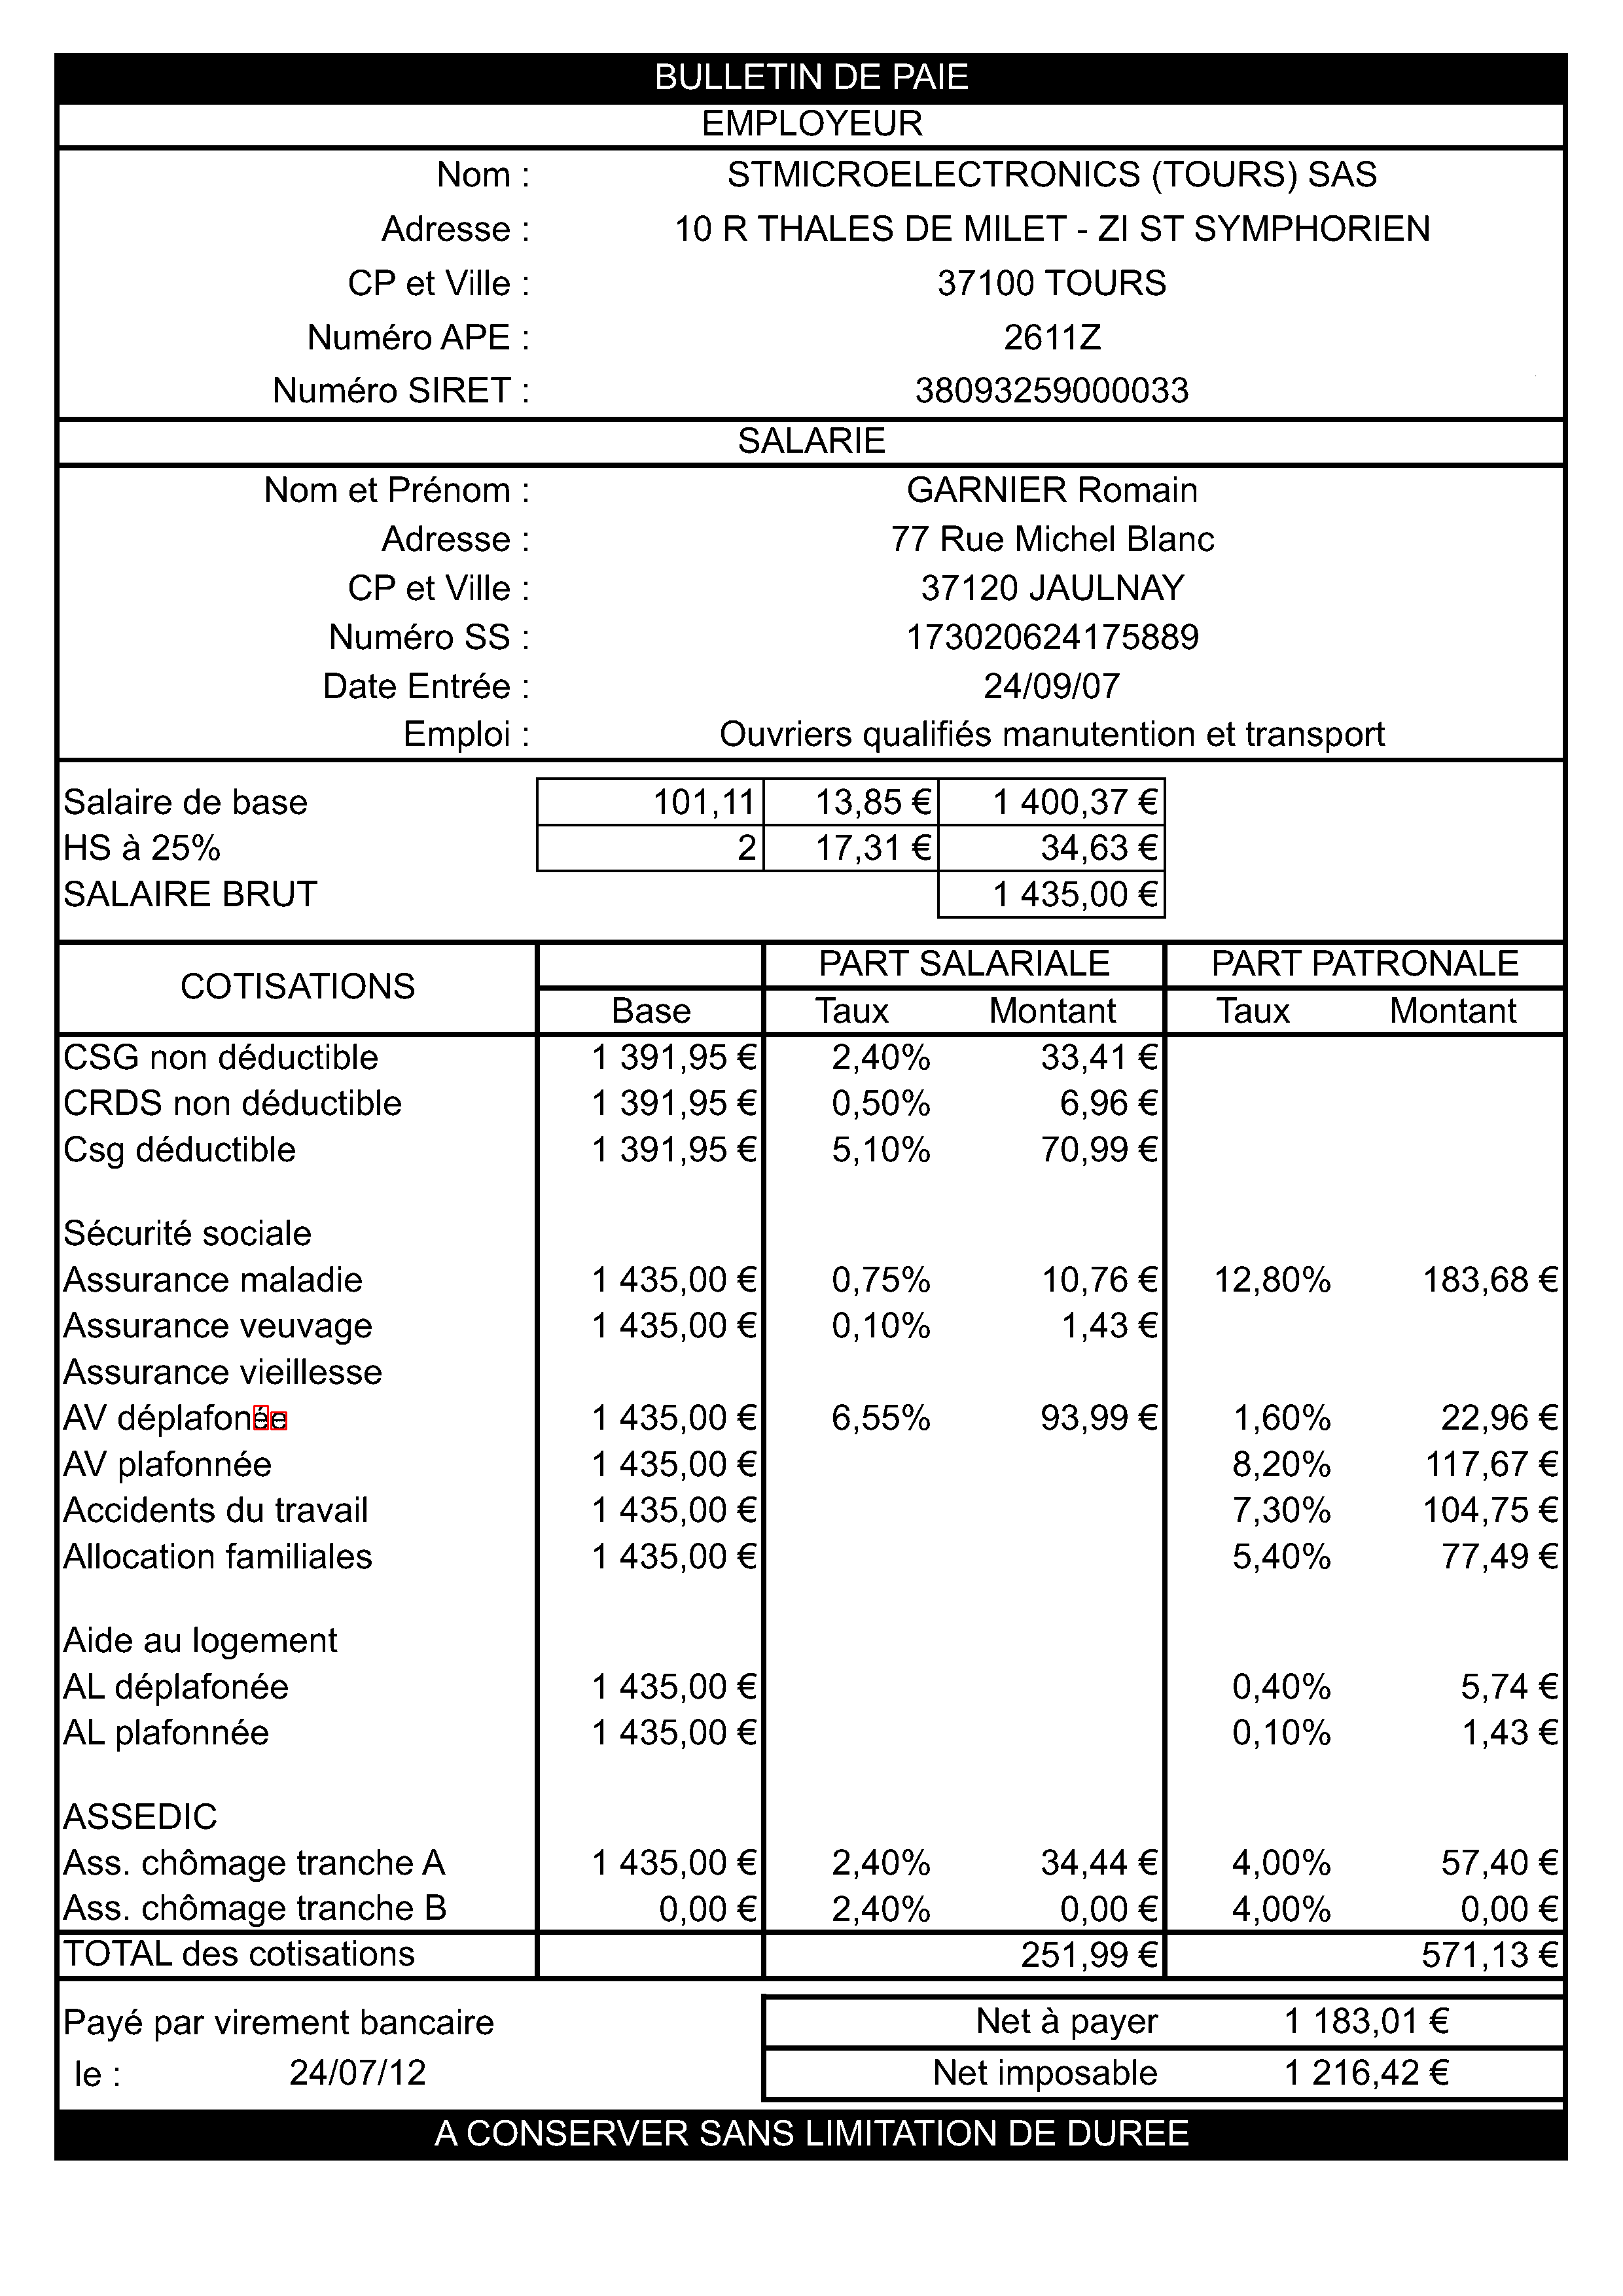 BULLETIN DE PAIE
EMPLOYEUR
Nom : STMICROELECTRONICS (TOURS) SAS
Adresse : 10 R THALES DE MILET - ZI ST SYMPHORIEN
CP et Ville : 37100 TOURS
Numéro APE : 2611Z
Numéro SIRET : 38093259000033
SALARIE
Nom et Prénom : GARNIER Romain
Adresse : 77 Rue Michel Blanc
CP et Ville : 37120 JAULNAY
Numéro SS : 173020624175889
Date Entrée : 24/09/07
Emploi : Ouvriers qualifiés manutention et transport
Salaire de base 101,11 13,85 € 1 400,37 €
HS à 25% 2 17,31 € 34,63 €
SALAIRE BRUT 1 435,00 €
COTISATIONS PART SALARIALE PART PATRONALE
Base Taux Montant Taux Montant
CSG non déductible 1 391,95 € 2,40% 33,41 €
CRDS non déductible 1 391,95 € 0,50% 6,96 €
Csg déductible 1 391,95 € 5,10% 70,99 €
Sécurité sociale
Assurance maladie 1 435,00 € 0,75% 10,76 € 12,80% 183,68 €
Assurance veuvage 1 435,00 € 0,10% 1,43 €
Assurance vieillesse
AV déplafonée 1 435,00 € 6,55% 93,99 € 1,60% 22,96 €
AV plafonnée 1 435,00 € 8,20% 117,67 €
Accidents du travail 1 435,00 € 7,30% 104,75 €
Allocation familiales 1 435,00 € 5,40% 77,49 €
Aide au logement
AL déplafonée 1 435,00 € 0,40% 5,74 €
AL plafonnée 1 435,00 € 0,10% 1,43 €
ASSEDIC
Ass. chômage tranche A 1 435,00 € 2,40% 34,44 € 4,00% 57,40 €
Ass. chômage tranche B 0,00 € 2,40% 0,00 € 4,00% 0,00 €
TOTAL des cotisations 251,99 € 571,13 €
Payé par virement bancaire Net à payer 1 183,01 €
le : 24/07/12 Net imposable 1 216,42 €
A CONSERVER SANS LIMITATION DE DUREE